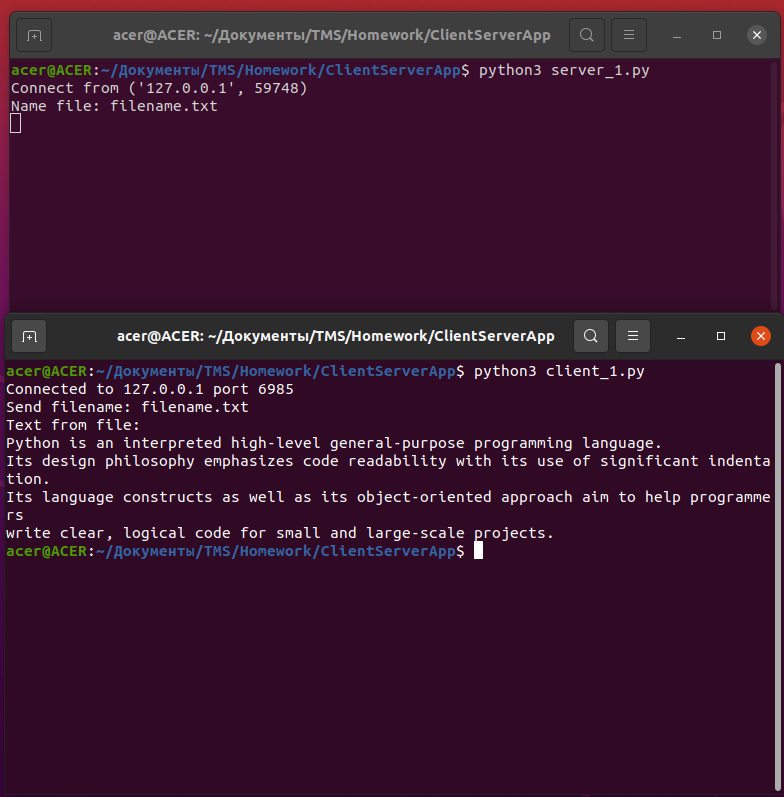 acer@ACER: ~/Документы/TMS/Homework/ClientServerApp
acer@ACER:~/Документы/TMS/Homework/ClientServerApp$ python3 server_1.py
Connect from ('127.0.0.1', 59748)
Name file: filename.txt
acer@ACER: ~/Документы/TMS/Homework/ClientServerApp
acer@ACER:~/Документы/TMS/Homework/ClientServerApp$ python3 client_1.py
Connected to 127.0.0.1 port 6985
Send filename: filename.txt
Text from file:
Python is an interpreted high-level general-purpose programming language.
Its design philosophy emphasizes code readability with its use of significant indenta
tion.
Its language constructs as well as its object-oriented approach aim to help programme
rs
write clear, logical code for small and large-scale projects.
acer@ACER:~/Документы/TMS/Homework/ClientServerApp$